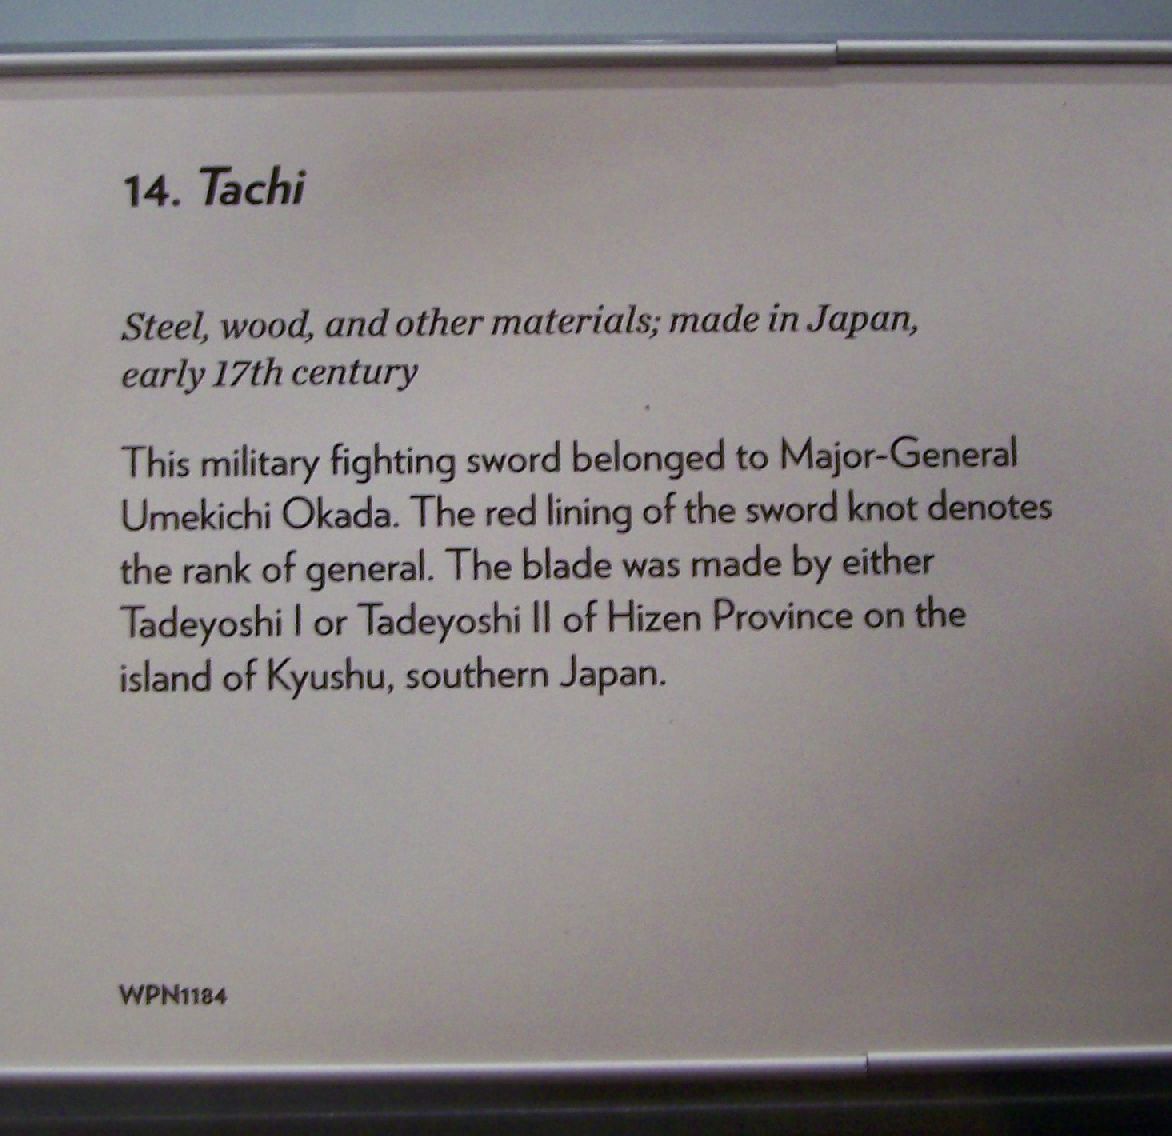 14. Tachi
Steel, wood, and other materials; made in Japan,
early 17th century
This military fighting sword belonged to Major-General
Umekichi Okada. The red lining of the sword knot denotes
the rank of general. The blade was made by either
Tadeyoshi I or Tadeyoshi II of Hizen Province on the
island of Kyushu, southern Japan.
WPN1184